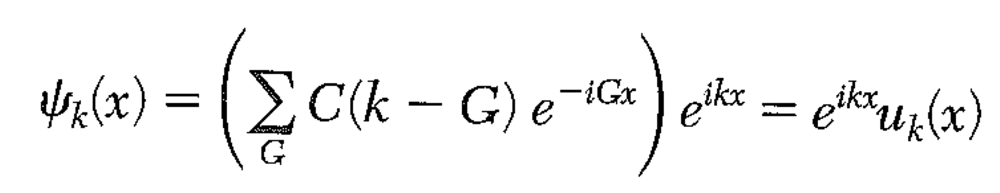 ψ_k(x) = ( ∑_G C(k − G) e^{−iGx} ) e^{ikx} = e^{ikx} u_k(x)